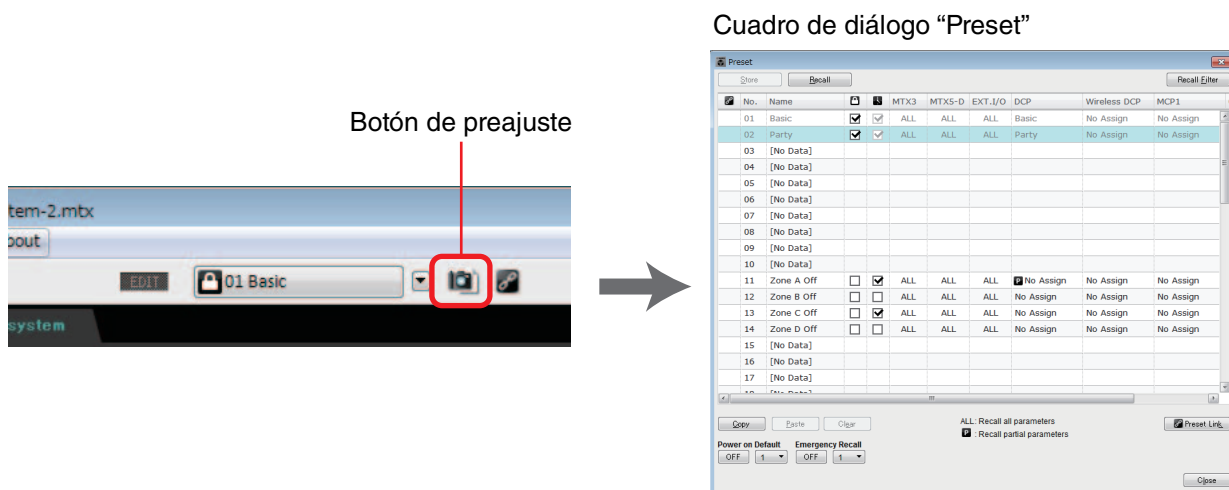 Cuadro de diálogo “Preset”
Botón de preajuste
tem-2.mtx
bout
EDIT
01 Basic
system
Preset
Store Recall Recall Filter
No. Name MTX3 MTX5-D EXT.I/O DCP Wireless DCP MCP1
01 Basic ALL ALL ALL Basic No Assign No Assign
02 Party ALL ALL ALL Party No Assign No Assign
03 [No Data]
04 [No Data]
05 [No Data]
06 [No Data]
07 [No Data]
08 [No Data]
09 [No Data]
10 [No Data]
11 Zone A Off ALL ALL ALL P No Assign No Assign No Assign
12 Zone B Off ALL ALL ALL No Assign No Assign No Assign
13 Zone C Off ALL ALL ALL No Assign No Assign No Assign
14 Zone D Off ALL ALL ALL No Assign No Assign No Assign
15 [No Data]
16 [No Data]
17 [No Data]
Copy Paste Clear ALL: Recall all parameters Preset Link
P : Recall partial parameters
Power on Default Emergency Recall
OFF 1 OFF 1
Close